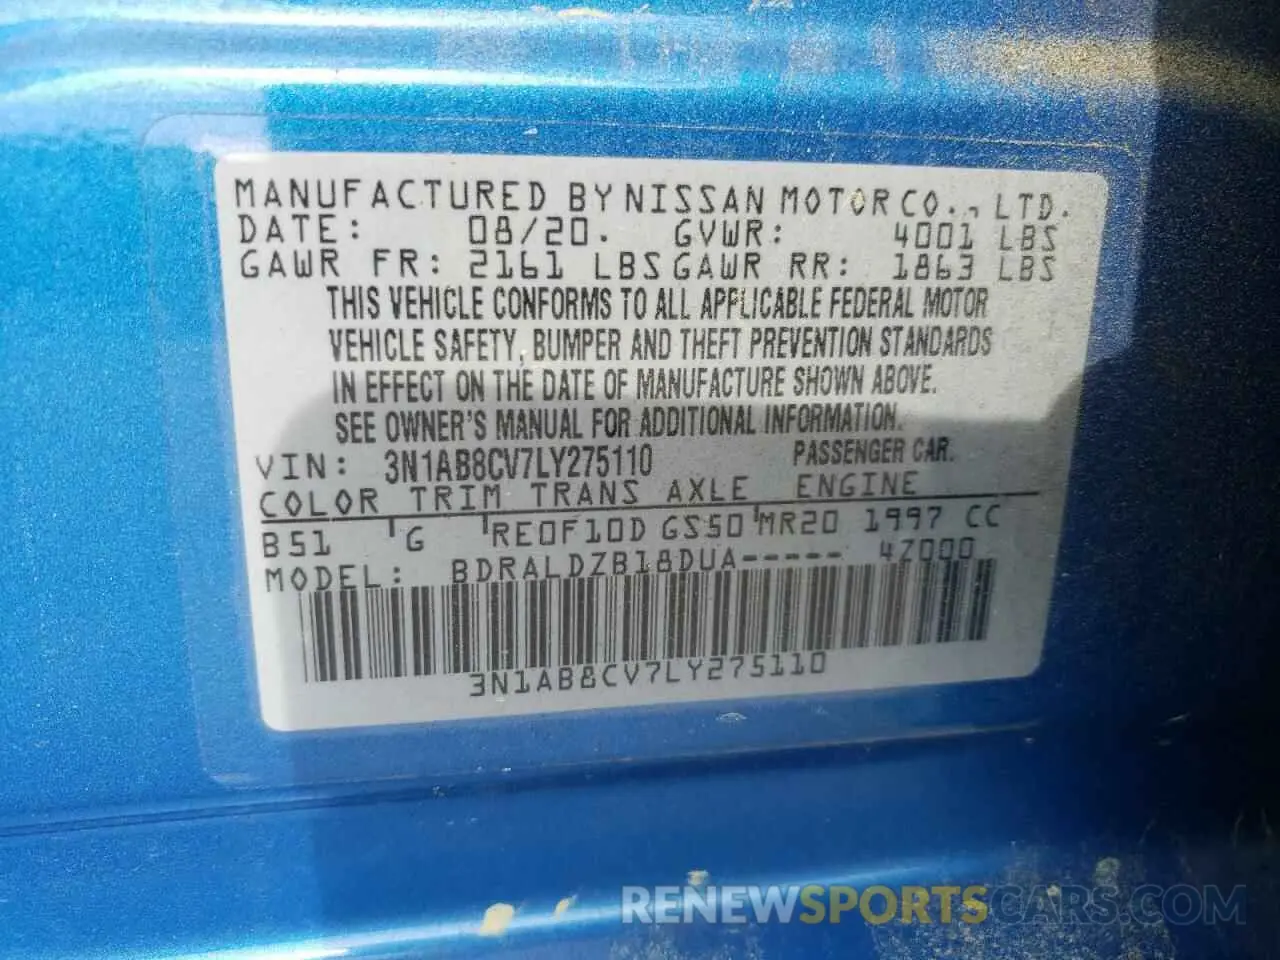 MANUFACTURED BY NISSAN MOTOR CO., LTD.
DATE: 08/20. GVWR: 4001 LBS
GAWR FR: 2161 LBS GAWR RR: 1863 LBS
THIS VEHICLE CONFORMS TO ALL APPLICABLE FEDERAL MOTOR
VEHICLE SAFETY, BUMPER AND THEFT PREVENTION STANDARDS
IN EFFECT ON THE DATE OF MANUFACTURE SHOWN ABOVE.
SEE OWNER'S MANUAL FOR ADDITIONAL INFORMATION.
VIN: 3N1AB8CV7LY275110 PASSENGER CAR.
COLOR TRIM TRANS AXLE ENGINE
B51 G RE0F10D GS50 MR20 1997 CC
MODEL: BDRALDZB18DUA----- 4Z000
3N1AB8CV7LY275110
RENEWSPORTSCARS.COM